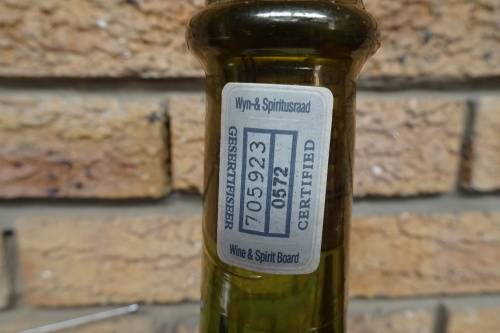 Wyn-& Spiritusraad
GESERTIFISEER
705923
0572
CERTIFIED
Wine & Spirit Board